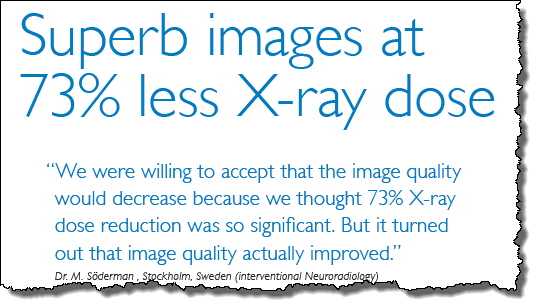 Superb images at
73% less X-ray dose
“We were willing to accept that the image quality
would decrease because we thought 73% X-ray
dose reduction was so significant. But it turned
out that image quality actually improved.”
Dr. M. Söderman , Stockholm, Sweden (interventional Neuroradiology)